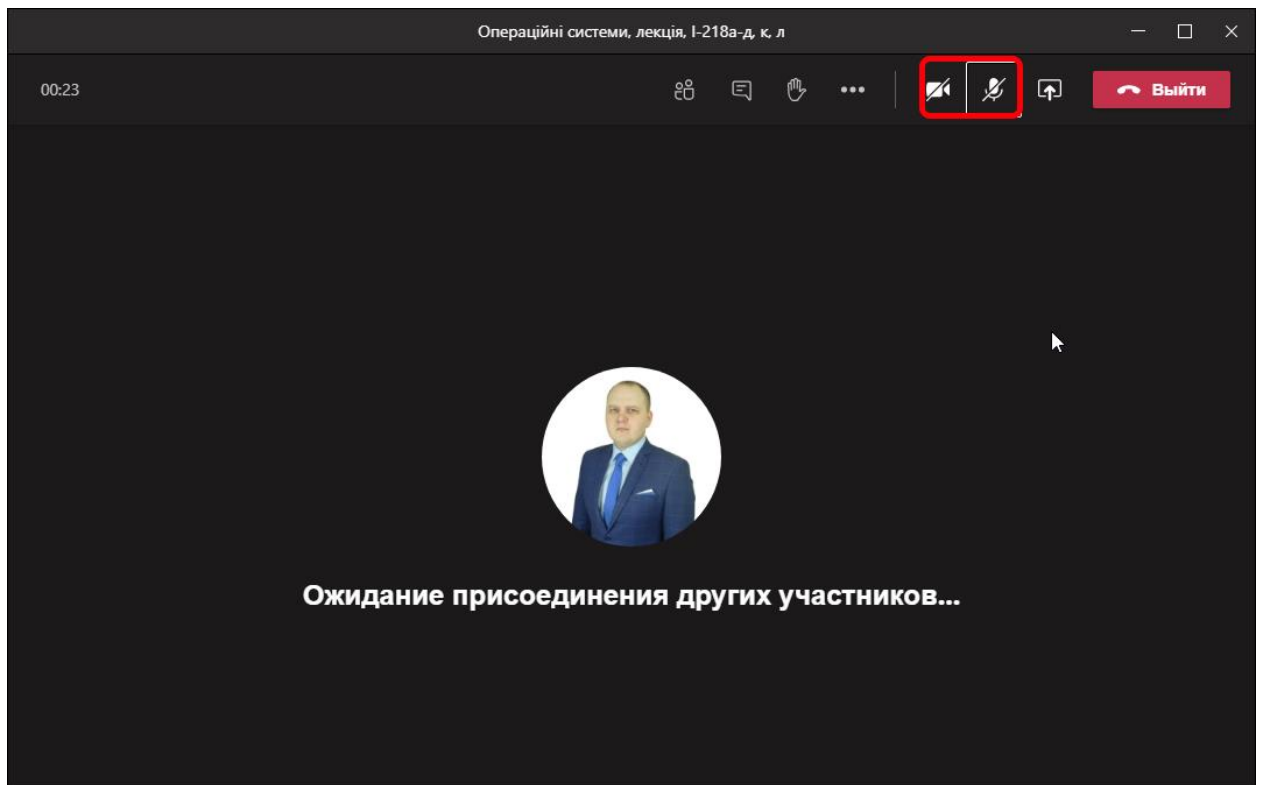 Операційні системи, лекція, І-218а-д, к, л
00:23
Выйти
Ожидание присоединения других участников...